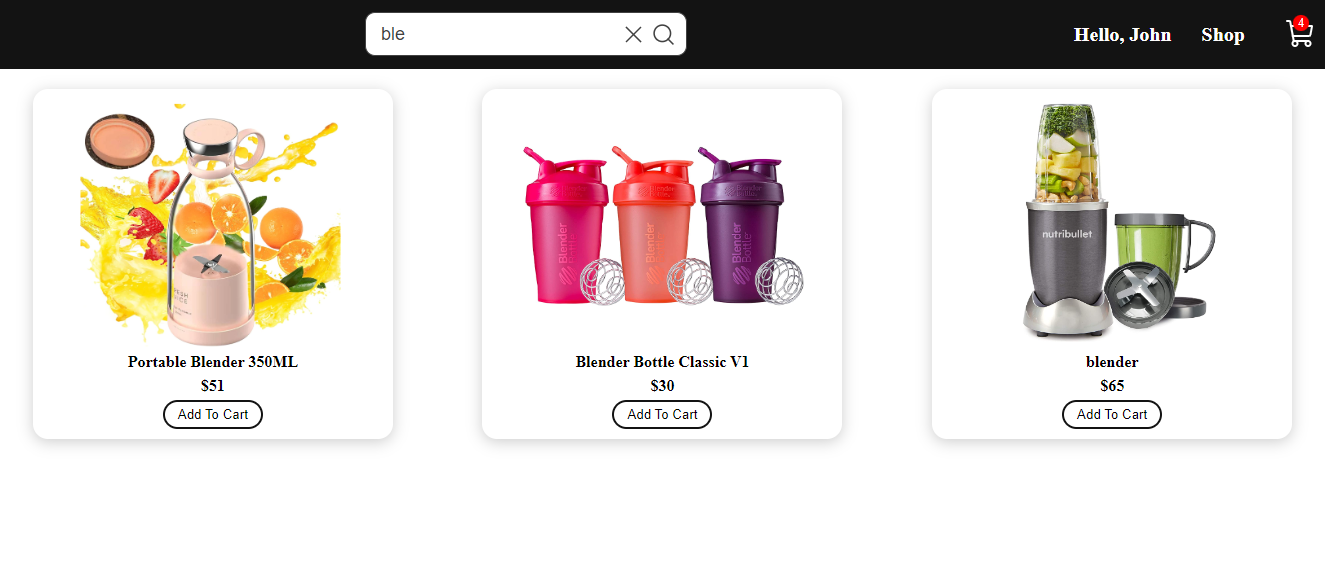 ble
Hello, John
Shop
4
Portable Blender 350ML
$51
Add To Cart
Blender Bottle
Blender Bottle
Blender Bottle
Blender Bottle Classic V1
$30
Add To Cart
nutribullet
blender
$65
Add To Cart